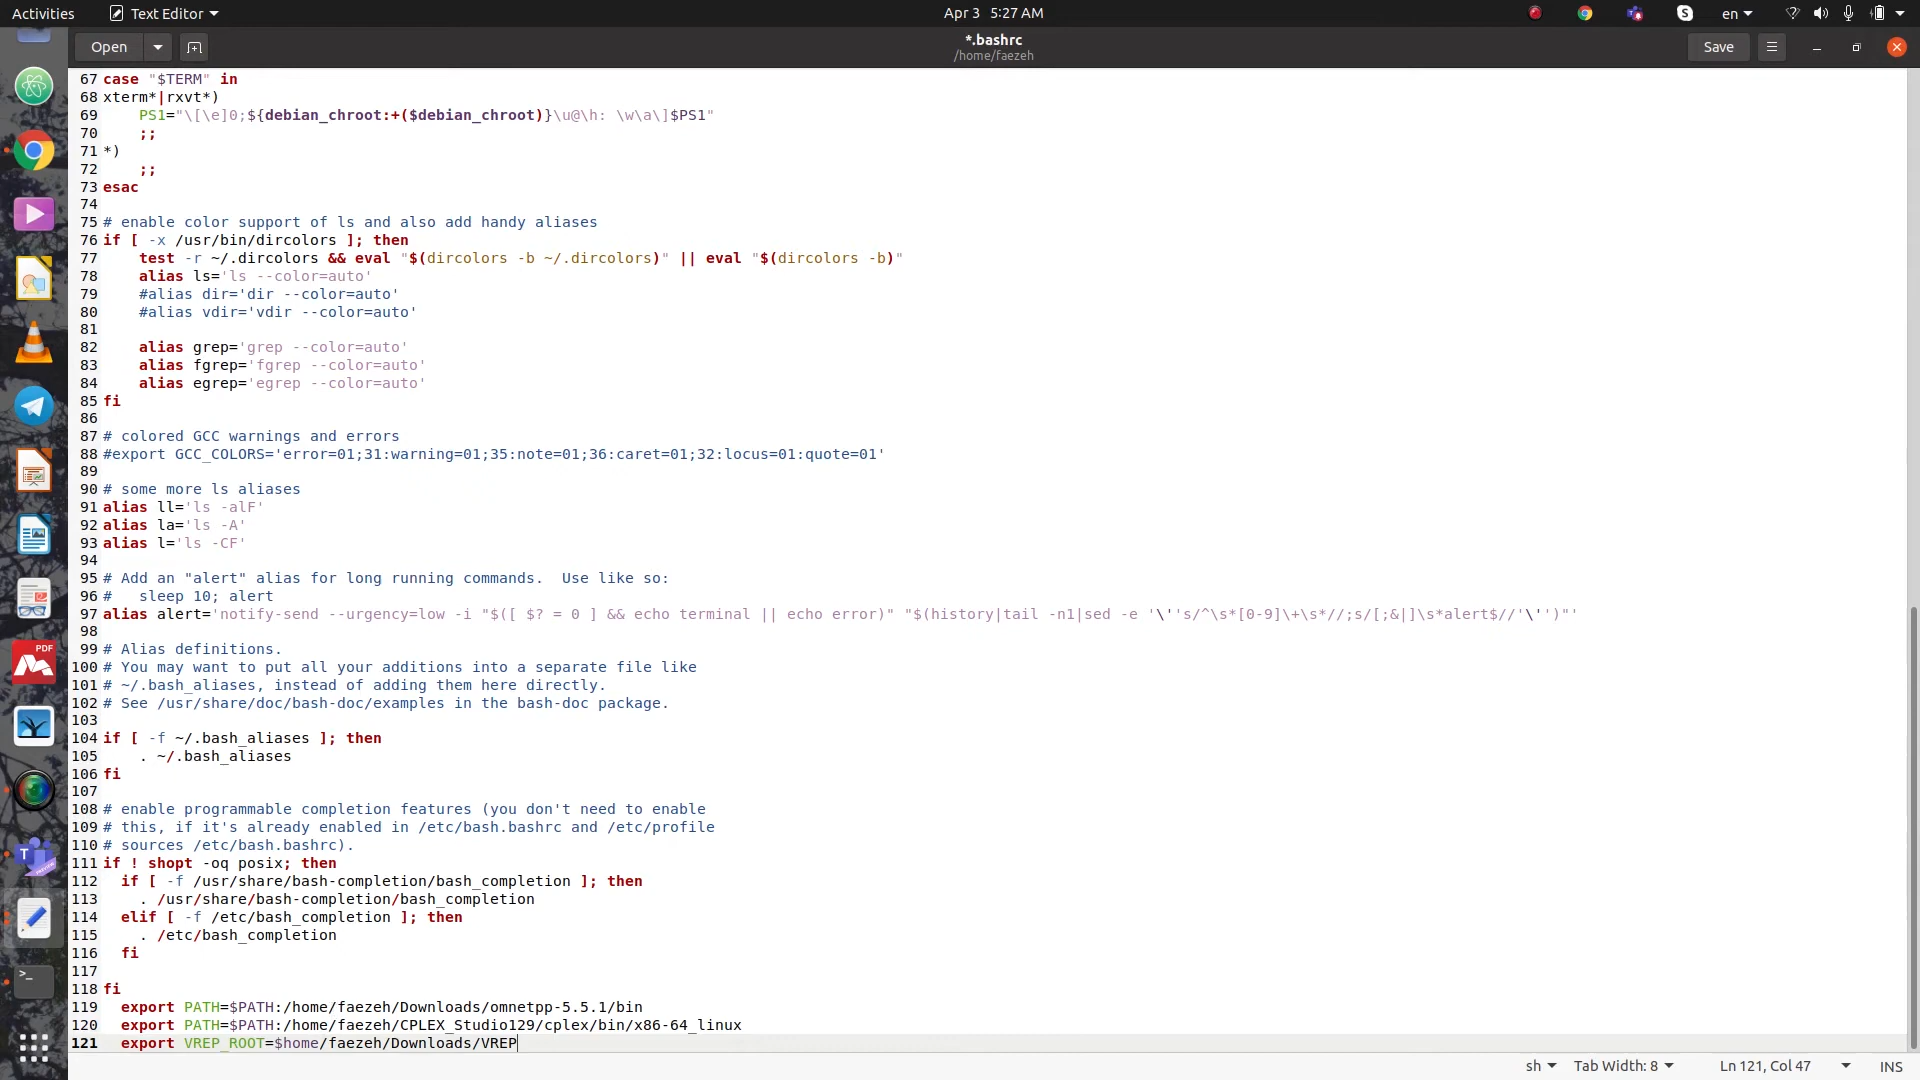 Activities
Text Editor
Apr 3 5:27 AM
S
en
Open
*.bashrc
/home/faezeh
Save
67 case "$TERM" in
68 xterm*|rxvt*)
69     PS1="\[\e]0;${debian_chroot:+($debian_chroot)}\u@\h: \w\a\]$PS1"
70     ;;
71 *)
72     ;;
73 esac
74
75 # enable color support of ls and also add handy aliases
76 if [ -x /usr/bin/dircolors ]; then
77     test -r ~/.dircolors && eval "$(dircolors -b ~/.dircolors)" || eval "$(dircolors -b)"
78     alias ls='ls --color=auto'
79     #alias dir='dir --color=auto'
80     #alias vdir='vdir --color=auto'
81
82     alias grep='grep --color=auto'
83     alias fgrep='fgrep --color=auto'
84     alias egrep='egrep --color=auto'
85 fi
86
87 # colored GCC warnings and errors
88 #export GCC_COLORS='error=01;31:warning=01;35:note=01;36:caret=01;32:locus=01:quote=01'
89
90 # some more ls aliases
91 alias ll='ls -alF'
92 alias la='ls -A'
93 alias l='ls -CF'
94
95 # Add an "alert" alias for long running commands.  Use like so:
96 #   sleep 10; alert
97 alias alert='notify-send --urgency=low -i "$([ $? = 0 ] && echo terminal || echo error)" "$(history|tail -n1|sed -e '\''s/^\s*[0-9]\+\s*//;s/[;&|]\s*alert$//'\'')"'
98
99 # Alias definitions.
100 # You may want to put all your additions into a separate file like
101 # ~/.bash_aliases, instead of adding them here directly.
102 # See /usr/share/doc/bash-doc/examples in the bash-doc package.
103
104 if [ -f ~/.bash_aliases ]; then
105     . ~/.bash_aliases
106 fi
107
108 # enable programmable completion features (you don't need to enable
109 # this, if it's already enabled in /etc/bash.bashrc and /etc/profile
110 # sources /etc/bash.bashrc).
111 if ! shopt -oq posix; then
112   if [ -f /usr/share/bash-completion/bash_completion ]; then
113     . /usr/share/bash-completion/bash_completion
114   elif [ -f /etc/bash_completion ]; then
115     . /etc/bash_completion
116   fi
117
118 fi
119   export PATH=$PATH:/home/faezeh/Downloads/omnetpp-5.5.1/bin
120   export PATH=$PATH:/home/faezeh/CPLEX_Studio129/cplex/bin/x86-64_linux
121   export VREP_ROOT=$home/faezeh/Downloads/VREP
PDF
T
>_
sh
Tab Width: 8
Ln 121, Col 47
INS